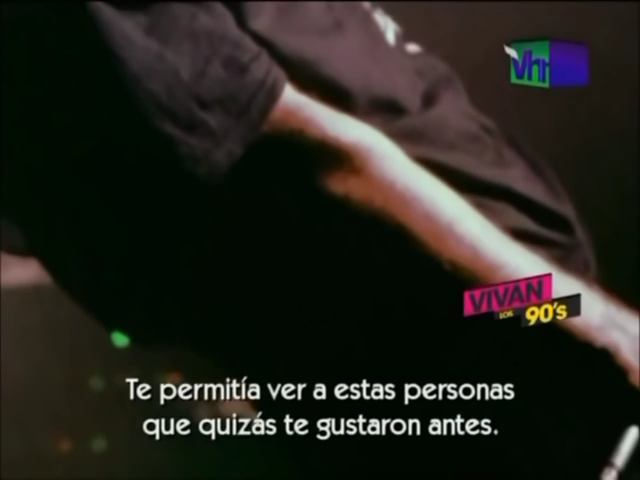 Vh1
VIVAN
LOS 90's
Te permitía ver a estas personas
que quizás te gustaron antes.